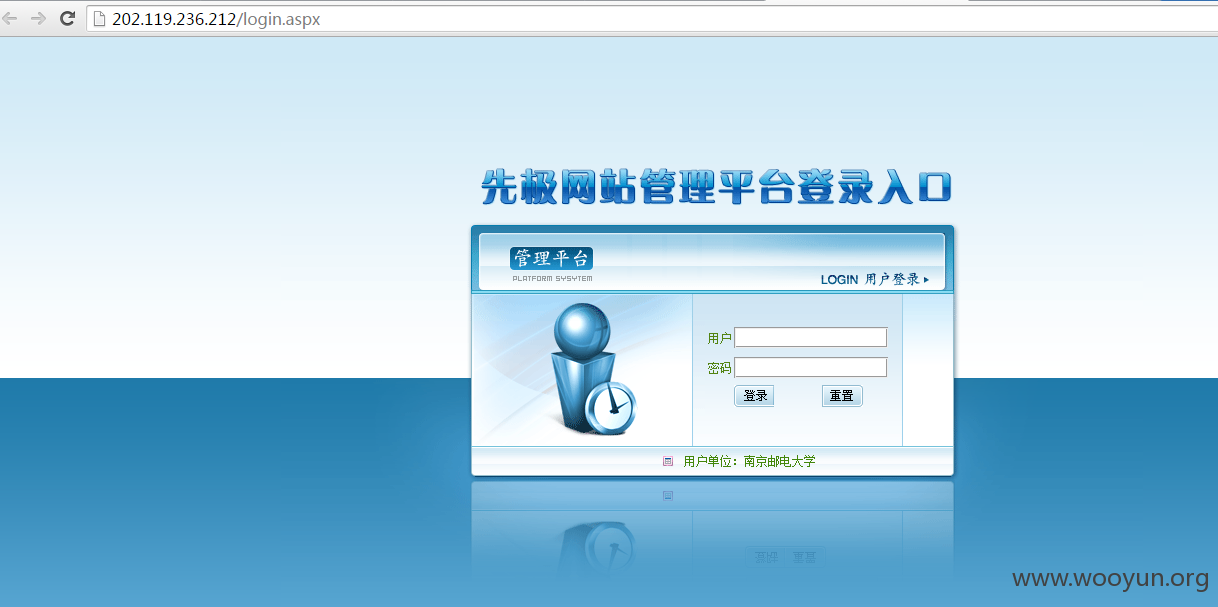 202.119.236.212/login.aspx
先极网站管理平台登录入口
管理平台
PLATFORM SYSYTEM
LOGIN 用户登录
用户
密码
登录 重置
用户单位：南京邮电大学
www.wooyun.org